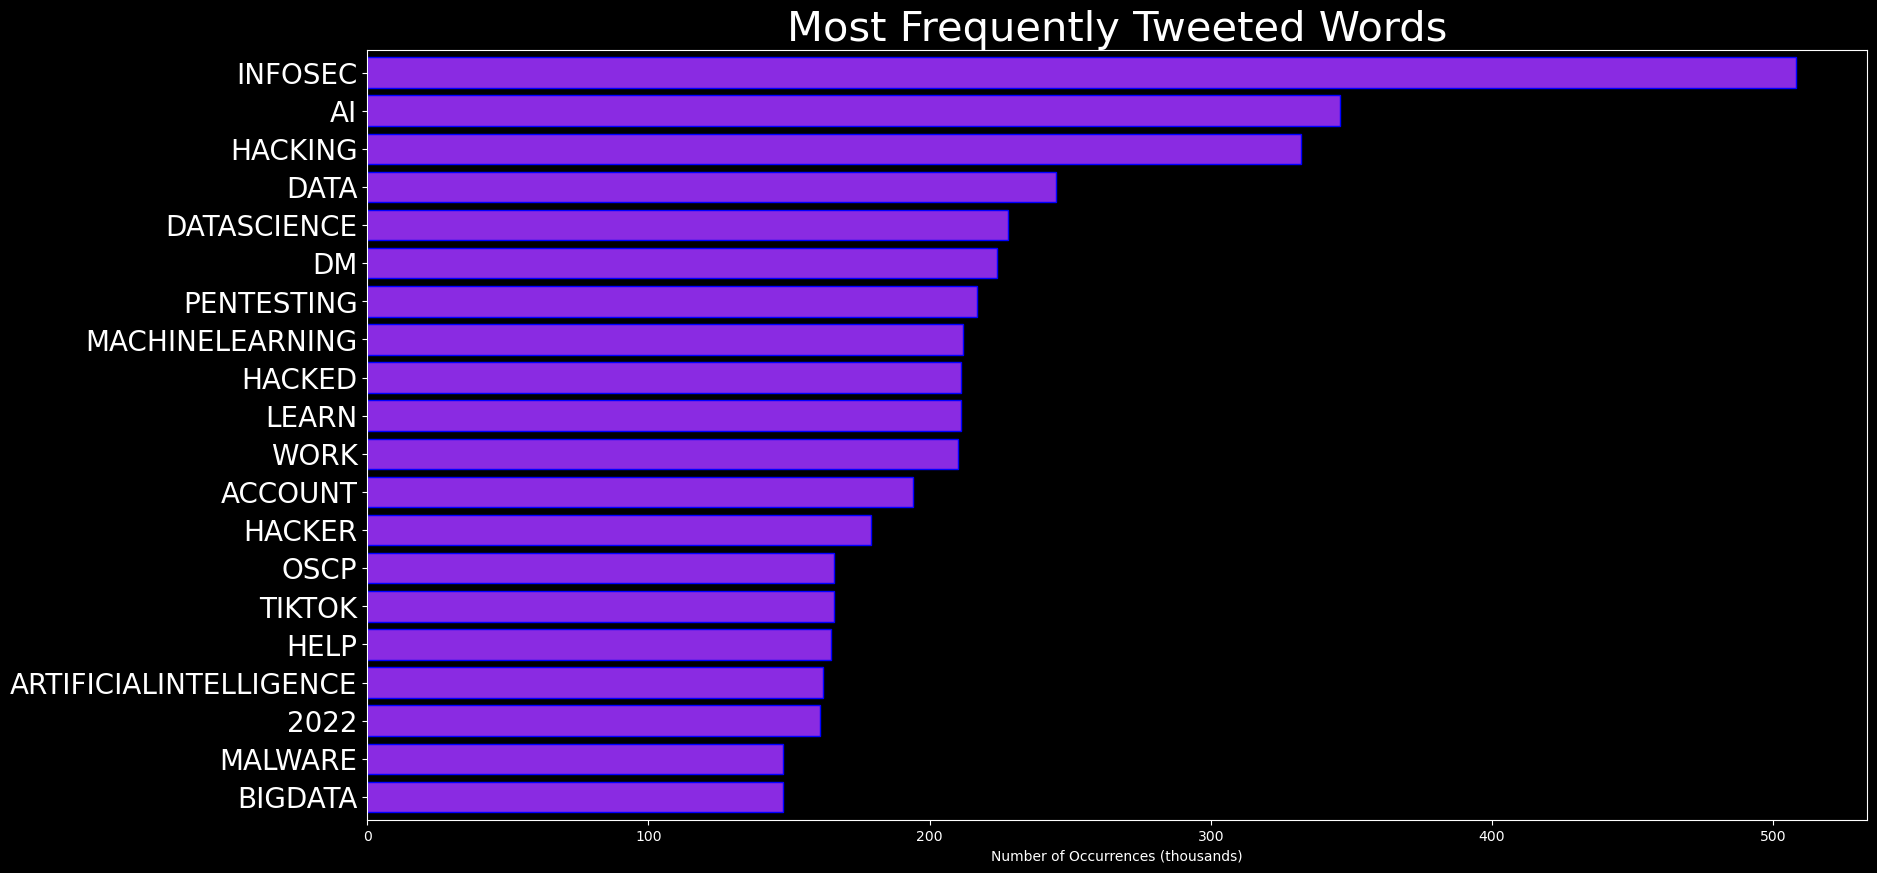 Most Frequently Tweeted Words
INFOSEC
AI
HACKING
DATA
DATASCIENCE
DM
PENTESTING
MACHINELEARNING
HACKED
LEARN
WORK
ACCOUNT
HACKER
OSCP
TIKTOK
HELP
ARTIFICIALINTELLIGENCE
2022
MALWARE
BIGDATA
0 100 200 300 400 500
Number of Occurrences (thousands)